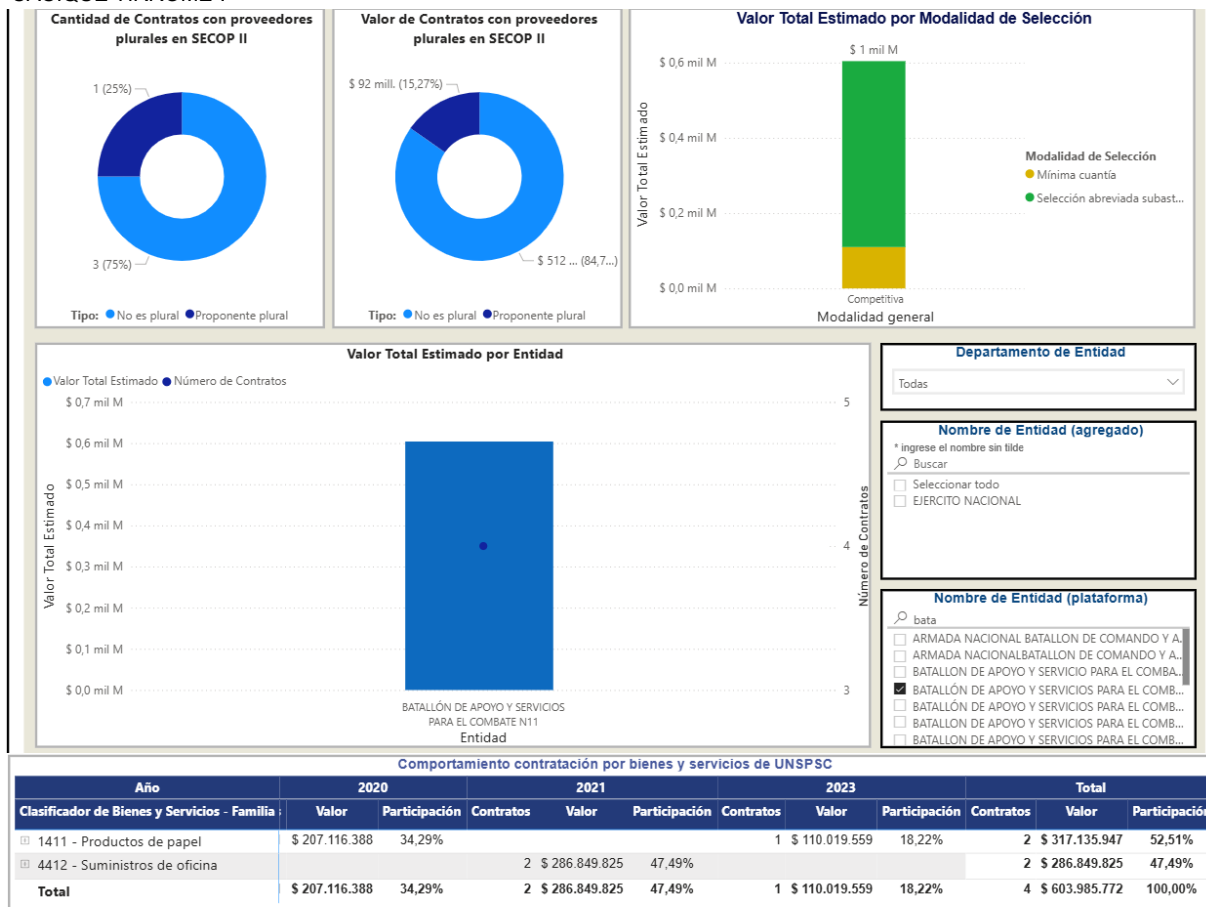 Cantidad de Contratos con proveedores
plurales en SECOP II
1 (25%)
3 (75%)
Tipo: No es plural Proponente plural
Valor de Contratos con proveedores
plurales en SECOP II
$ 92 mill. (15,27%)
$ 512 ... (84,7...)
Tipo: No es plural Proponente plural
Valor Total Estimado por Modalidad de Selección
$ 1 mil M
$ 0,6 mil M
$ 0,4 mil M
$ 0,2 mil M
$ 0,0 mil M
Valor Total Estimado
Competitiva
Modalidad general
Modalidad de Selección
Mínima cuantía
Selección abreviada subast...
Valor Total Estimado por Entidad
Valor Total Estimado Número de Contratos
$ 0,7 mil M
$ 0,6 mil M
$ 0,5 mil M
$ 0,4 mil M
$ 0,3 mil M
$ 0,2 mil M
$ 0,1 mil M
$ 0,0 mil M
Valor Total Estimado
5
4
3
Número de Contratos
BATALLÓN DE APOYO Y SERVICIOS
PARA EL COMBATE N11
Entidad
Departamento de Entidad
Todas
Nombre de Entidad (agregado)
* ingrese el nombre sin tilde
Buscar
Seleccionar todo
EJERCITO NACIONAL
Nombre de Entidad (plataforma)
bata
ARMADA NACIONAL BATALLON DE COMANDO Y A...
ARMADA NACIONALBATALLON DE COMANDO Y A...
BATALLON DE APOYO Y SERVICIO PARA EL COMBA...
BATALLÓN DE APOYO Y SERVICIOS PARA EL COMB...
BATALLÓN DE APOYO Y SERVICIOS PARA EL COMB...
BATALLON DE APOYO Y SERVICIOS PARA EL COMB...
BATALLON DE APOYO Y SERVICIOS PARA EL COMB...
Comportamiento contratación por bienes y servicios de UNSPSC
Año 2020 2021 2023 Total
Clasificador de Bienes y Servicios - Familia Valor Participación Contratos Valor Participación Contratos Valor Participación Contratos Valor Participación
1411 - Productos de papel $ 207.116.388 34,29% 1 $ 110.019.559 18,22% 2 $ 317.135.947 52,51%
4412 - Suministros de oficina 2 $ 286.849.825 47,49% 2 $ 286.849.825 47,49%
Total $ 207.116.388 34,29% 2 $ 286.849.825 47,49% 1 $ 110.019.559 18,22% 4 $ 603.985.772 100,00%